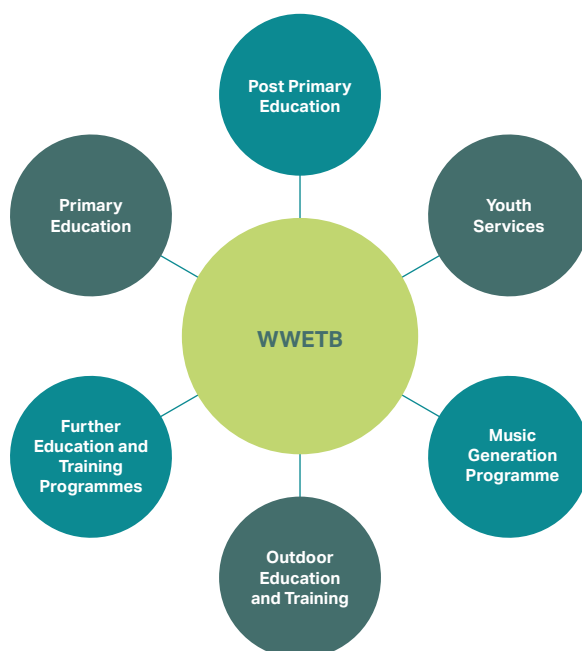 Post Primary
Education
Primary
Education
Youth
Services
WWETB
Further
Education and
Training
Programmes
Music
Generation
Programme
Outdoor
Education
and Training